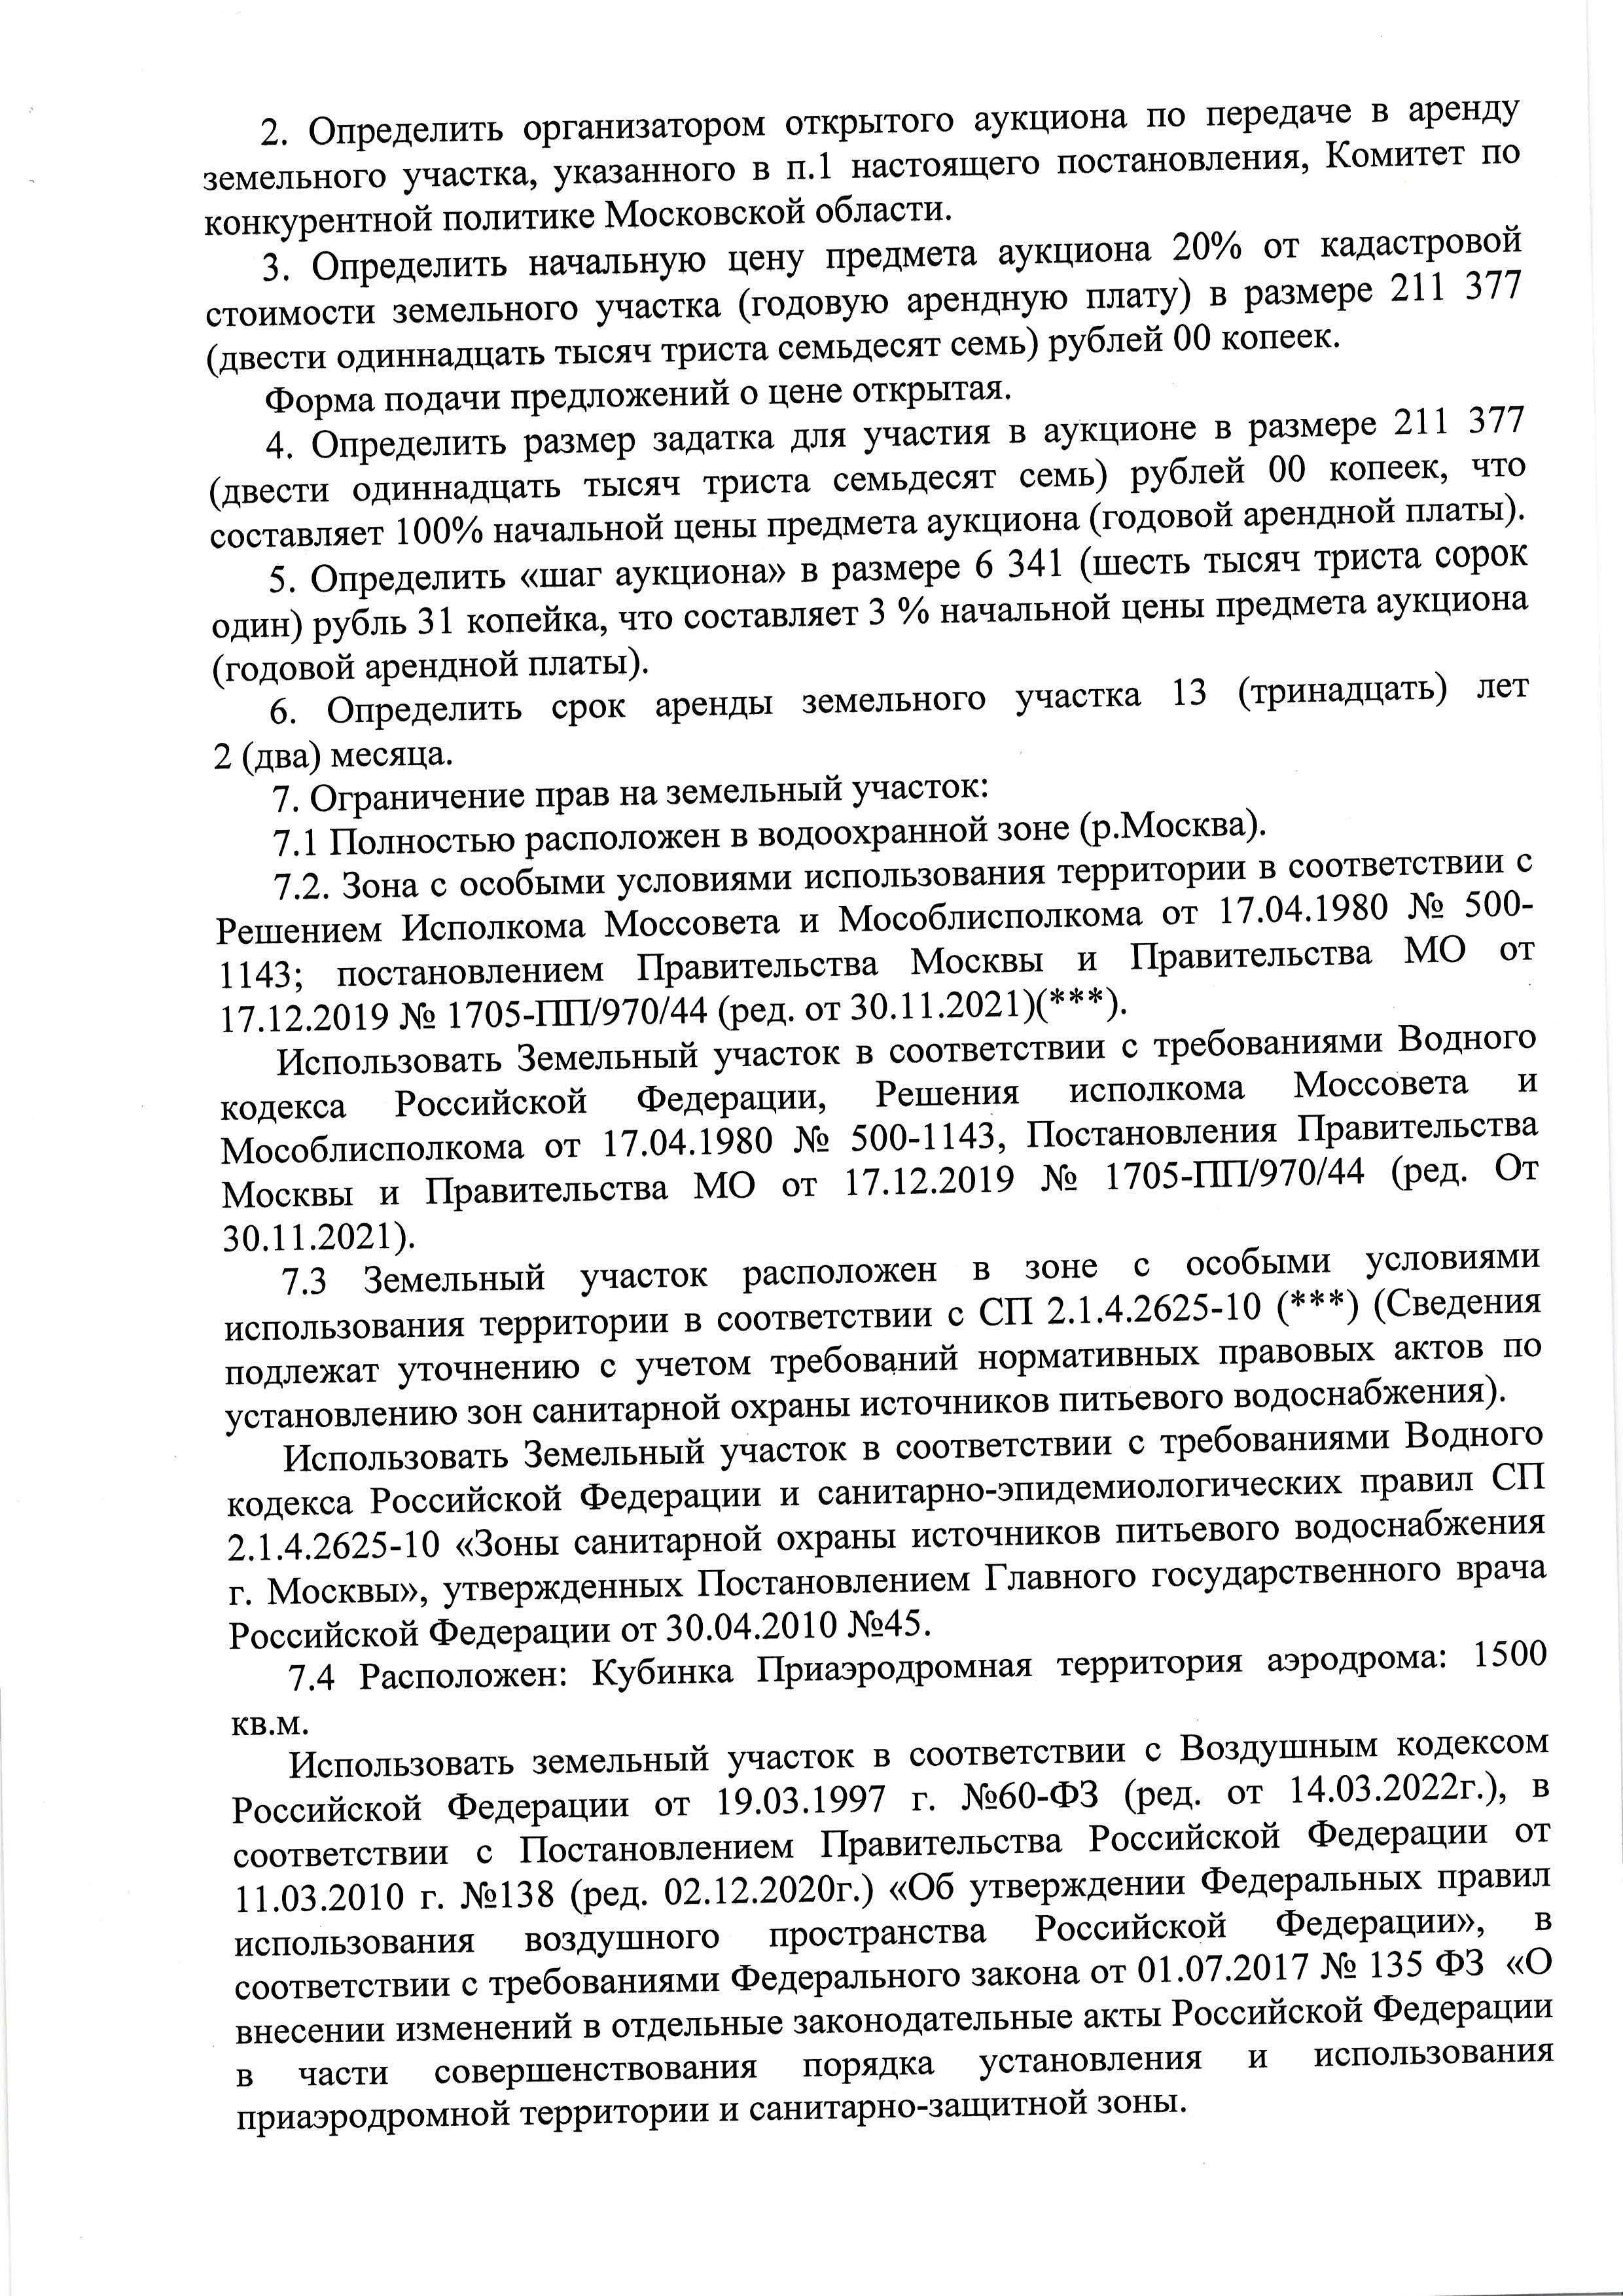 2. Определить организатором открытого аукциона по передаче в аренду
земельного участка, указанного в п.1 настоящего постановления, Комитет по
конкурентной политике Московской области.
3. Определить начальную цену предмета аукциона 20% от кадастровой
стоимости земельного участка (годовую арендную плату) в размере 211 377
(двести одиннадцать тысяч триста семьдесят семь) рублей 00 копеек.
Форма подачи предложений о цене открытая.
4. Определить размер задатка для участия в аукционе в размере 211 377
(двести одиннадцать тысяч триста семьдесят семь) рублей 00 копеек, что
составляет 100% начальной цены предмета аукциона (годовой арендной платы).
5. Определить «шаг аукциона» в размере 6 341 (шесть тысяч триста сорок
один) рубль 31 копейка, что составляет 3 % начальной цены предмета аукциона
(годовой арендной платы).
6. Определить срок аренды земельного участка 13 (тринадцать) лет
2 (два) месяца.
7. Ограничение прав на земельный участок:
7.1 Полностью расположен в водоохранной зоне (р.Москва).
7.2. Зона с особыми условиями использования территории в соответствии с
Решением Исполкома Моссовета и Мособлисполкома от 17.04.1980 № 500-
1143; постановлением Правительства Москвы и Правительства МО от
17.12.2019 № 1705-ПП/970/44 (ред. от 30.11.2021)(***).
Использовать Земельный участок в соответствии с требованиями Водного
кодекса Российской Федерации, Решения исполкома Моссовета и
Мособлисполкома от 17.04.1980 № 500-1143, Постановления Правительства
Москвы и Правительства МО от 17.12.2019 № 1705-ПП/970/44 (ред. От
30.11.2021).
7.3 Земельный участок расположен в зоне с особыми условиями
использования территории в соответствии с СП 2.1.4.2625-10 (***) (Сведения
подлежат уточнению с учетом требований нормативных правовых актов по
установлению зон санитарной охраны источников питьевого водоснабжения).
Использовать Земельный участок в соответствии с требованиями Водного
кодекса Российской Федерации и санитарно-эпидемиологических правил СП
2.1.4.2625-10 «Зоны санитарной охраны источников питьевого водоснабжения
г. Москвы», утвержденных Постановлением Главного государственного врача
Российской Федерации от 30.04.2010 №45.
7.4 Расположен: Кубинка Приаэродромная территория аэродрома: 1500
кв.м.
Использовать земельный участок в соответствии с Воздушным кодексом
Российской Федерации от 19.03.1997 г. №60-ФЗ (ред. от 14.03.2022г.), в
соответствии с Постановлением Правительства Российской Федерации от
11.03.2010 г. №138 (ред. 02.12.2020г.) «Об утверждении Федеральных правил
использования воздушного пространства Российской Федерации», в
соответствии с требованиями Федерального закона от 01.07.2017 № 135 ФЗ «О
внесении изменений в отдельные законодательные акты Российской Федерации
в части совершенствования порядка установления и использования
приаэродромной территории и санитарно-защитной зоны.